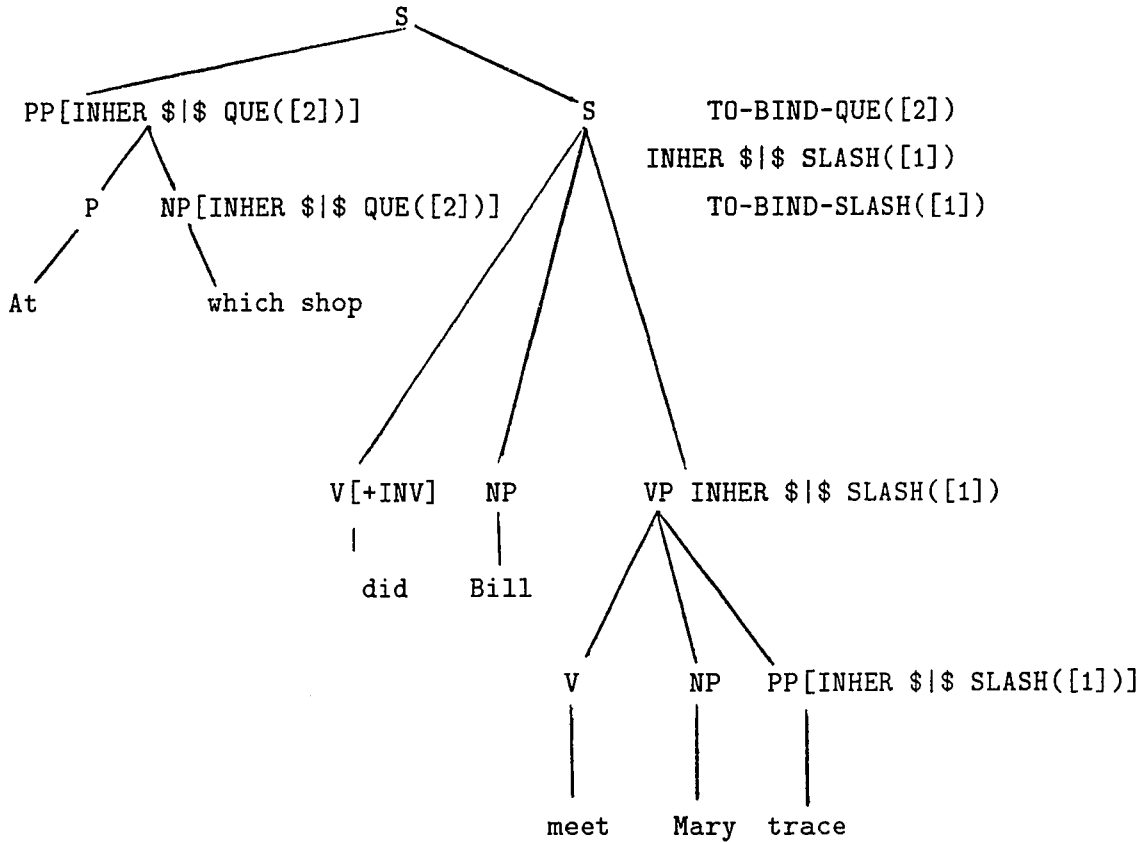 S
PP[INHER $|$ QUE([2])] S TO-BIND-QUE([2])
INHER $|$ SLASH([1])
P NP[INHER $|$ QUE([2])] TO-BIND-SLASH([1])
At which shop
V[+INV] NP VP INHER $|$ SLASH([1])
did Bill
V NP PP[INHER $|$ SLASH([1])]
meet Mary trace